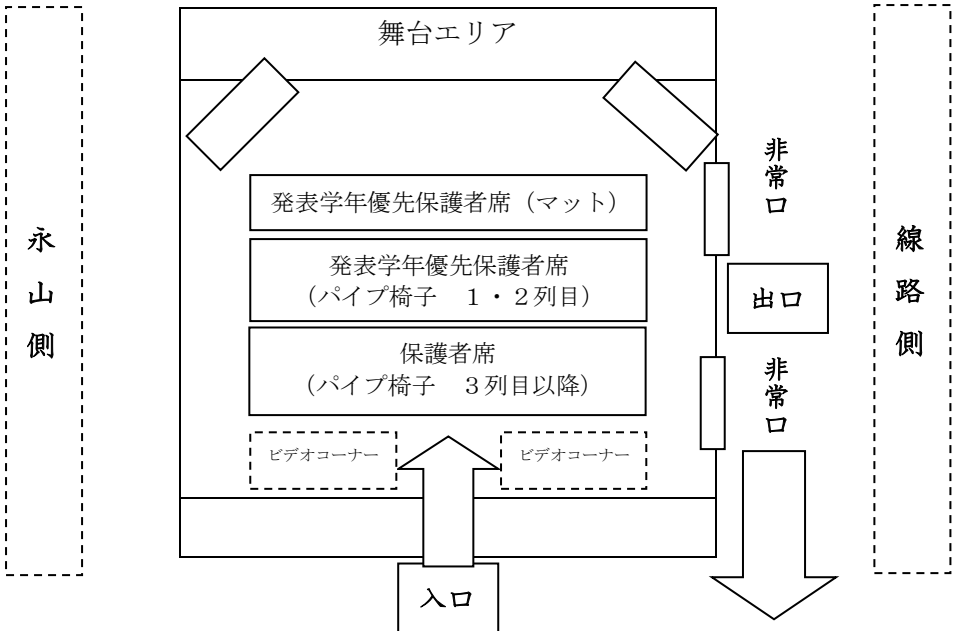 舞台エリア
非常口
発表学年優先保護者席（マット）
永山側
線路側
発表学年優先保護者席
（パイプ椅子　１・２列目）
出口
保護者席
（パイプ椅子　３列目以降）
非常口
ビデオコーナー
ビデオコーナー
入口